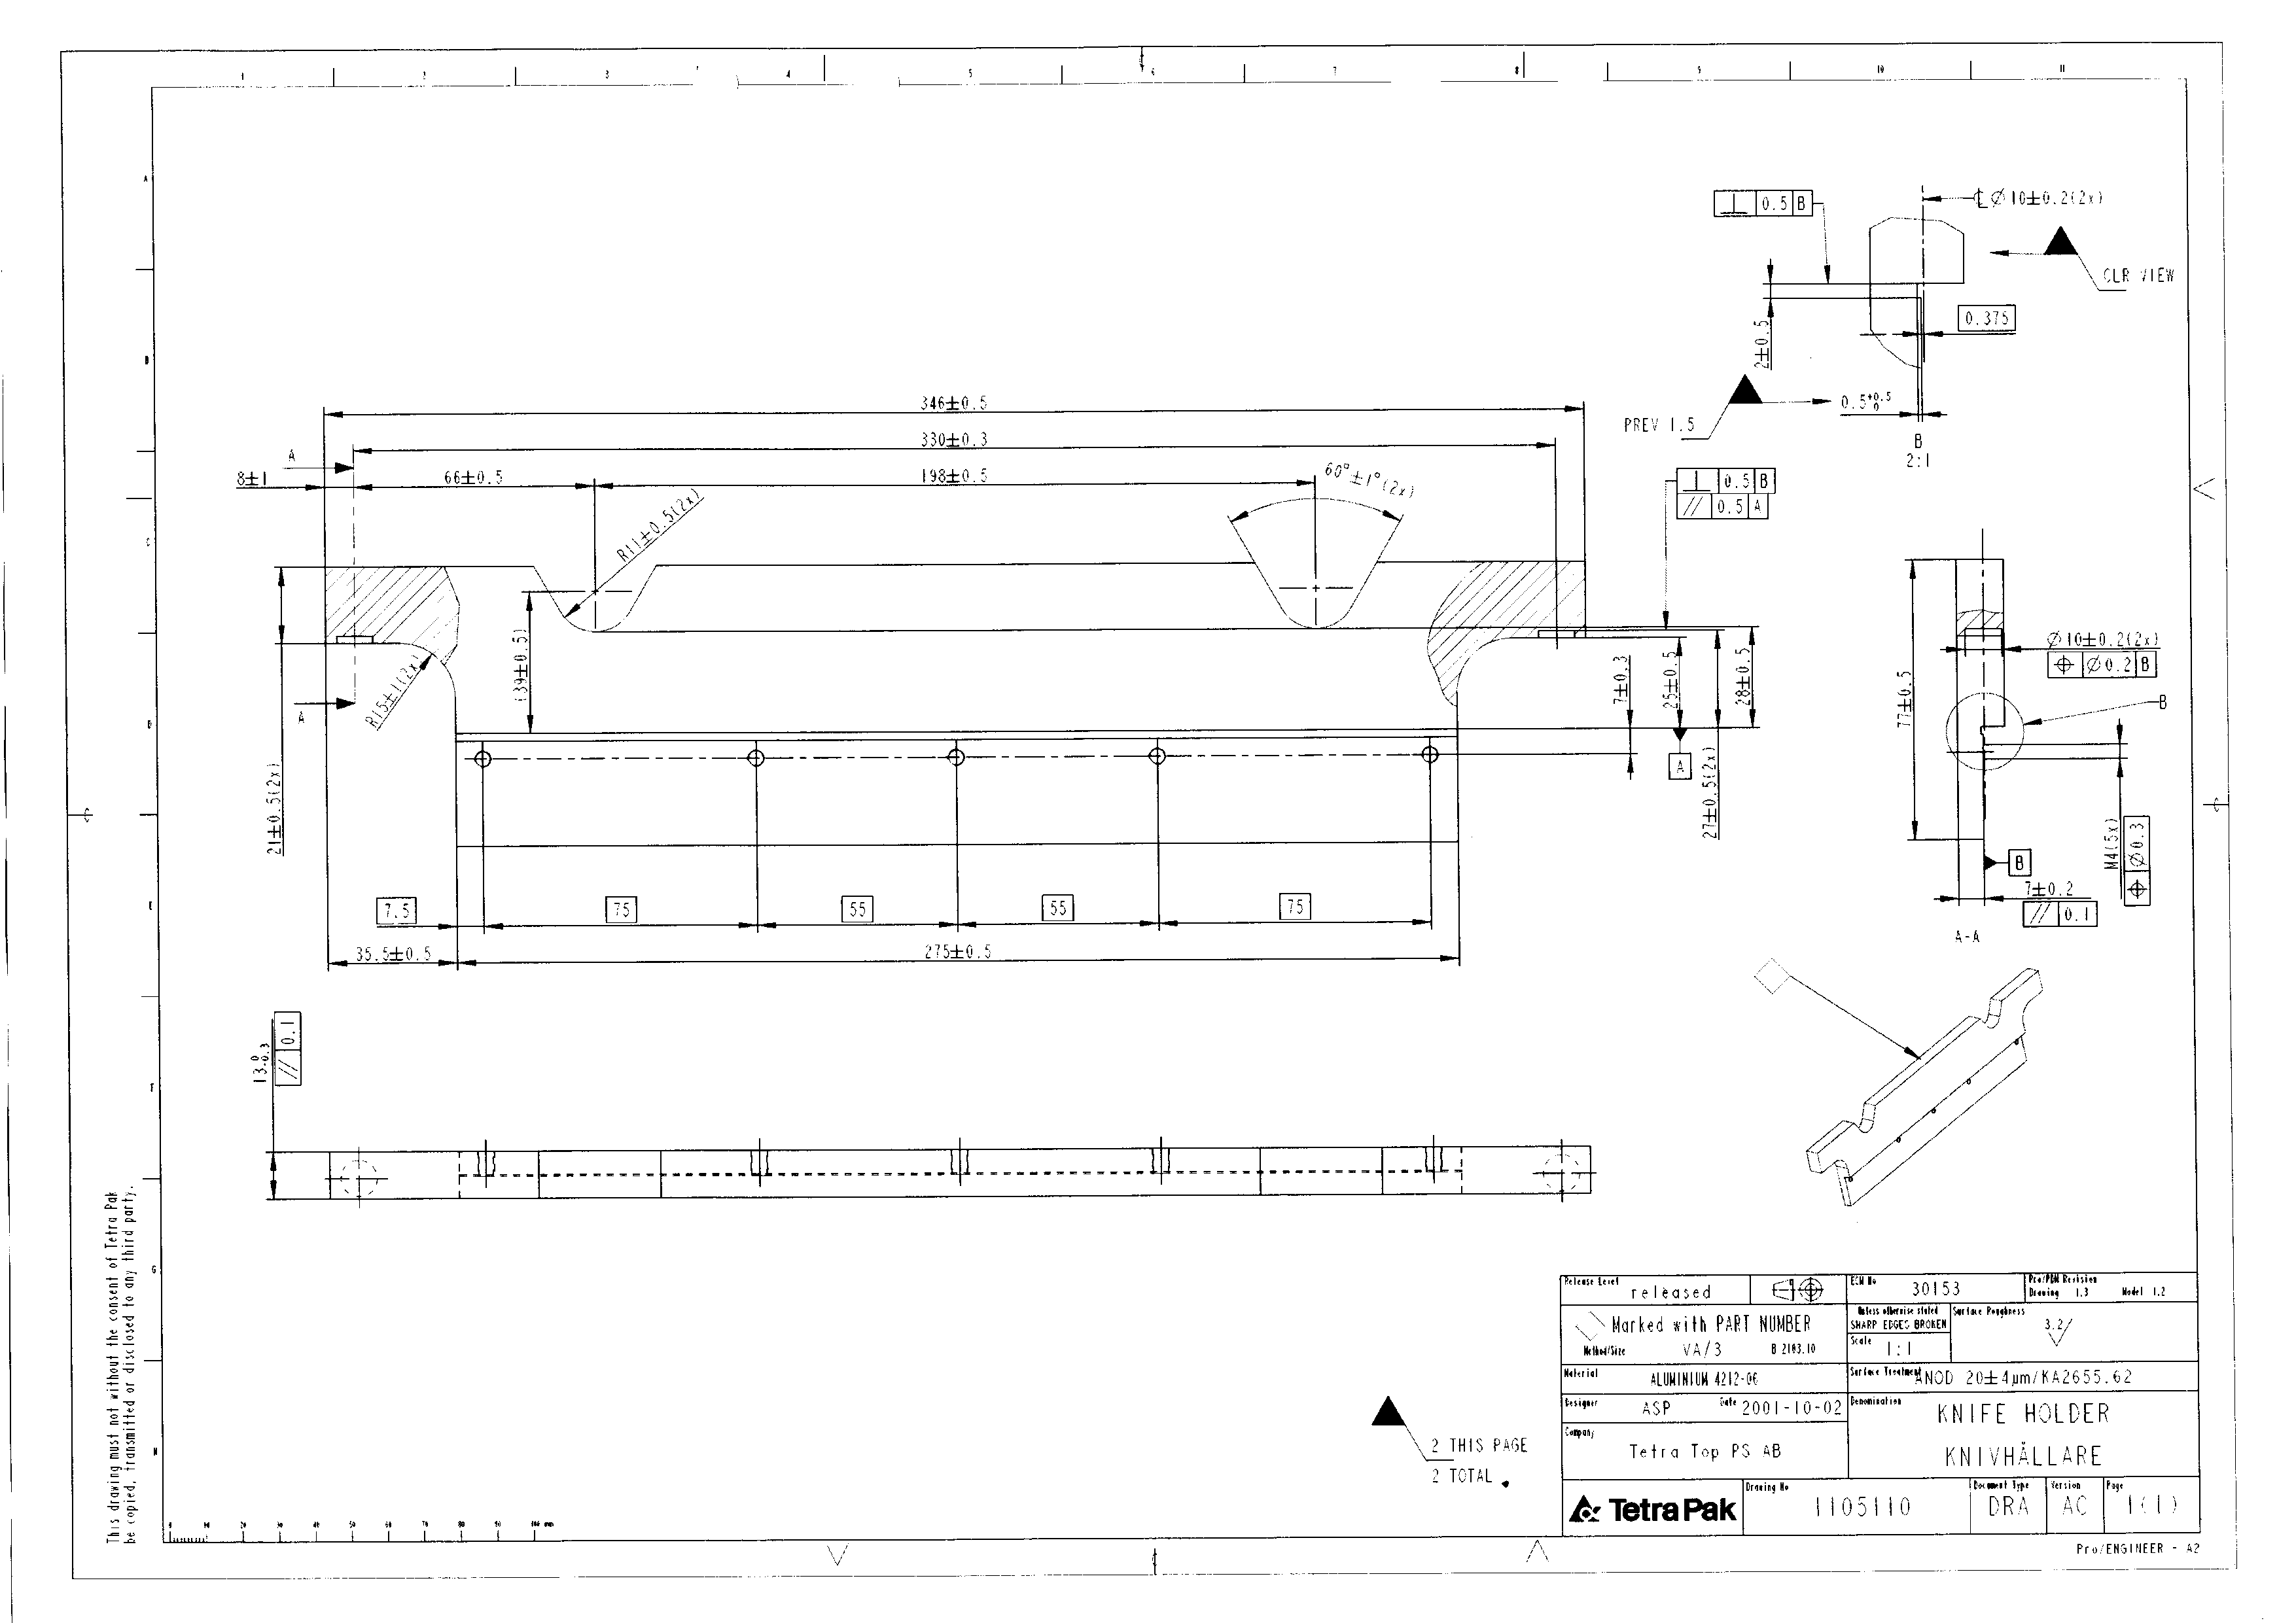 1 2 3 4 5 6 7 8 9 10 11
A
B
C
D
E
F
G
H
⊥ 0.5 B
℄ ⌀10±0.2(2x)
CLR VIEW
0.375
2±0.5
PREV 1.5
0.5+0.5 0
B
2:1
346±0.5
330±0.3
A
8±1
66±0.5
198±0.5
60°±1°(2x)
R11±0.5(2x)
⊥ 0.5 B
// 0.5 A
(39±0.5)
R15±1(2x)
A
21±0.5(2x)
7±0.3
25±0.5
28±0.5
A
27±0.5(2x)
77±0.5
⌀10±0.2(2x)
⌖ ⌀0.2 B
B
M4(5x)
⌖ ⌀0.3
B
7±0.2
// 0.1
A-A
7.5
75
55
55
75
35.5±0.5
275±0.5
13 0 -0.3
// 0.1
This drawing must not without the consent of Tetra Pak
be copied, transmitted or disclosed to any third party.
0 10 20 30 40 50 60 70 80 90 100 mm
2 THIS PAGE
2 TOTAL
Release Level
released
ECM No
30153
Pro/PDM Revision
Drawing 1.3 Model 1.2
Marked with PART NUMBER
Method/Size VA/3 B 2183.10
Unless otherwise stated
SHARP EDGES BROKEN
Scale
1:1
Surface Roughness
3.2
Material
ALUMINIUM 4212-06
Surface Treatment
ANOD 20±4µm/KA2655.62
Designer
ASP
Date
2001-10-02
Denomination
KNIFE HOLDER
KNIVHÅLLARE
Company
Tetra Top PS AB
Tetra Pak
Drawing No
1105110
Document Type
DRA
Version
AC
Page
1(1)
Pro/ENGINEER - A2